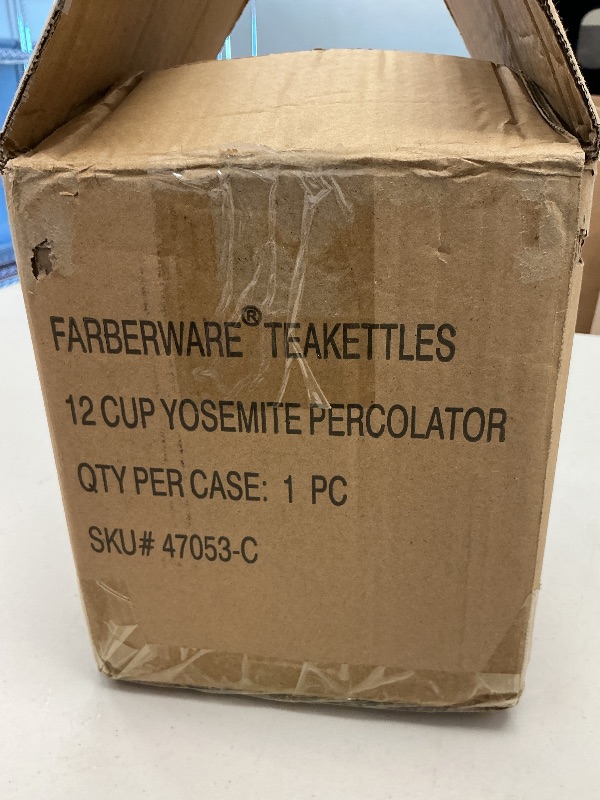 FARBERWARE® TEAKETTLES
12 CUP YOSEMITE PERCOLATOR
QTY PER CASE: 1 PC
SKU# 47053-C